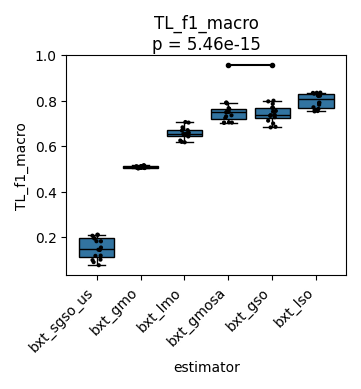 TL_f1_macro
p = 5.46e-15
1.0
0.8
0.6
0.4
0.2
TL_f1_macro
bxt_sgso_us
bxt_gmo
bxt_lmo
bxt_gmosa
bxt_gso
bxt_lso
estimator